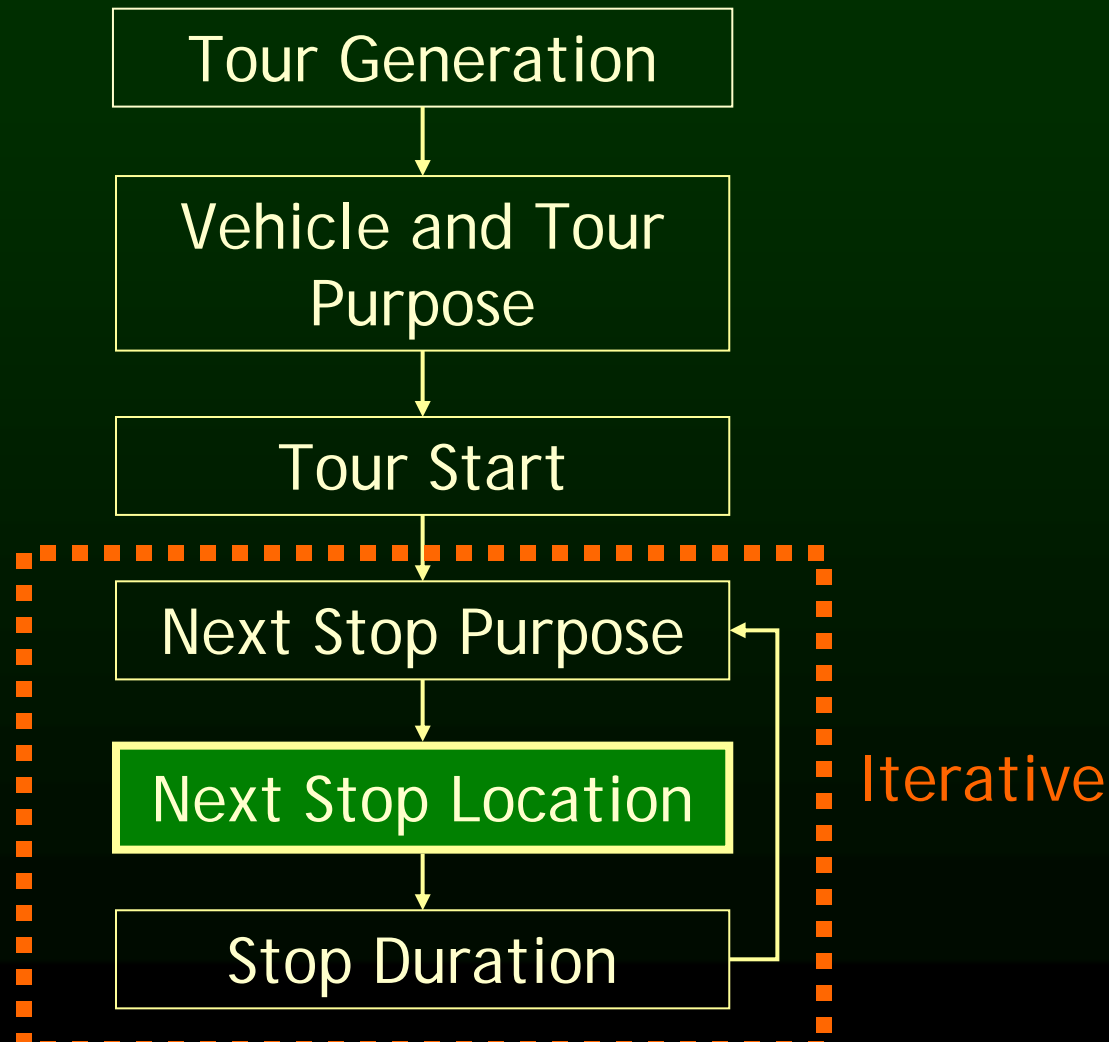 Tour Generation
Vehicle and Tour
Purpose
Tour Start
Next Stop Purpose
Next Stop Location
Iterative
Stop Duration